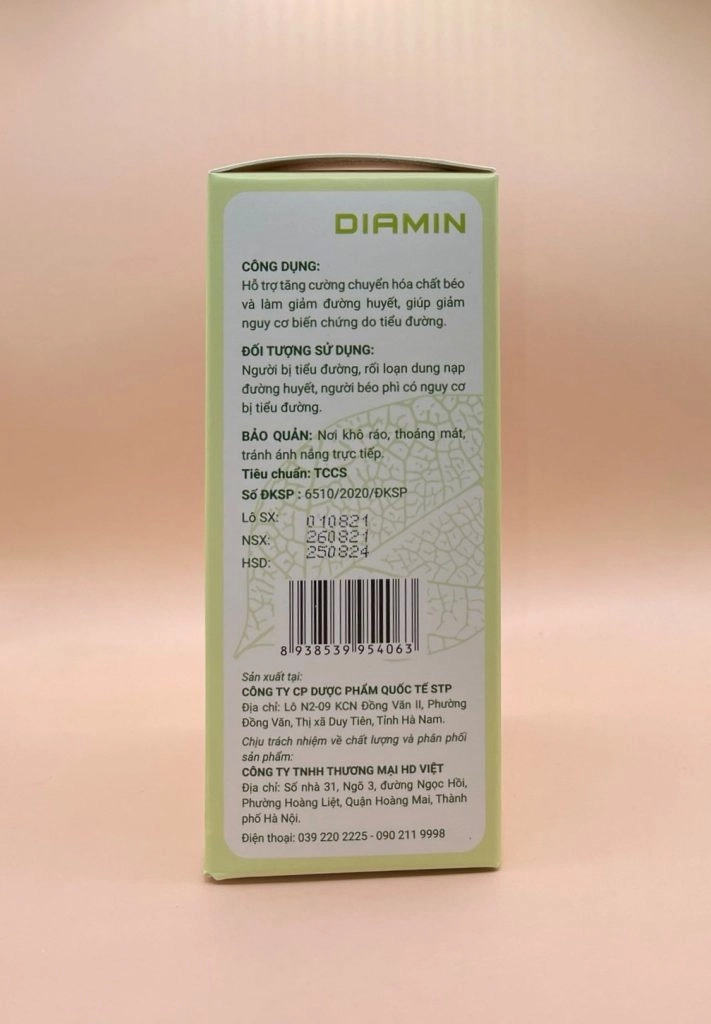 DIAMIN
CÔNG DỤNG:
Hỗ trợ tăng cường chuyển hóa chất béo
và làm giảm đường huyết, giúp giảm
nguy cơ biến chứng do tiểu đường.
ĐỐI TƯỢNG SỬ DỤNG:
Người bị tiểu đường, rối loạn dung nạp
đường huyết, người béo phì có nguy cơ
bị tiểu đường.
BẢO QUẢN: Nơi khô ráo, thoáng mát,
tránh ánh nắng trực tiếp.
Tiêu chuẩn: TCCS
Số ĐKSP : 6510/2020/ĐKSP
Lô SX: 010821
NSX: 260821
HSD: 250824
8 938539 954063
Sản xuất tại:
CÔNG TY CP DƯỢC PHẨM QUỐC TẾ STP
Địa chỉ: Lô N2-09 KCN Đồng Văn II, Phường
Đồng Văn, Thị xã Duy Tiên, Tỉnh Hà Nam.
Chịu trách nhiệm về chất lượng và phân phối
sản phẩm:
CÔNG TY TNHH THƯƠNG MẠI HD VIỆT
Địa chỉ: Số nhà 31, Ngõ 3, đường Ngọc Hồi,
Phường Hoàng Liệt, Quận Hoàng Mai, Thành
phố Hà Nội.
Điện thoại: 039 220 2225 - 090 211 9998